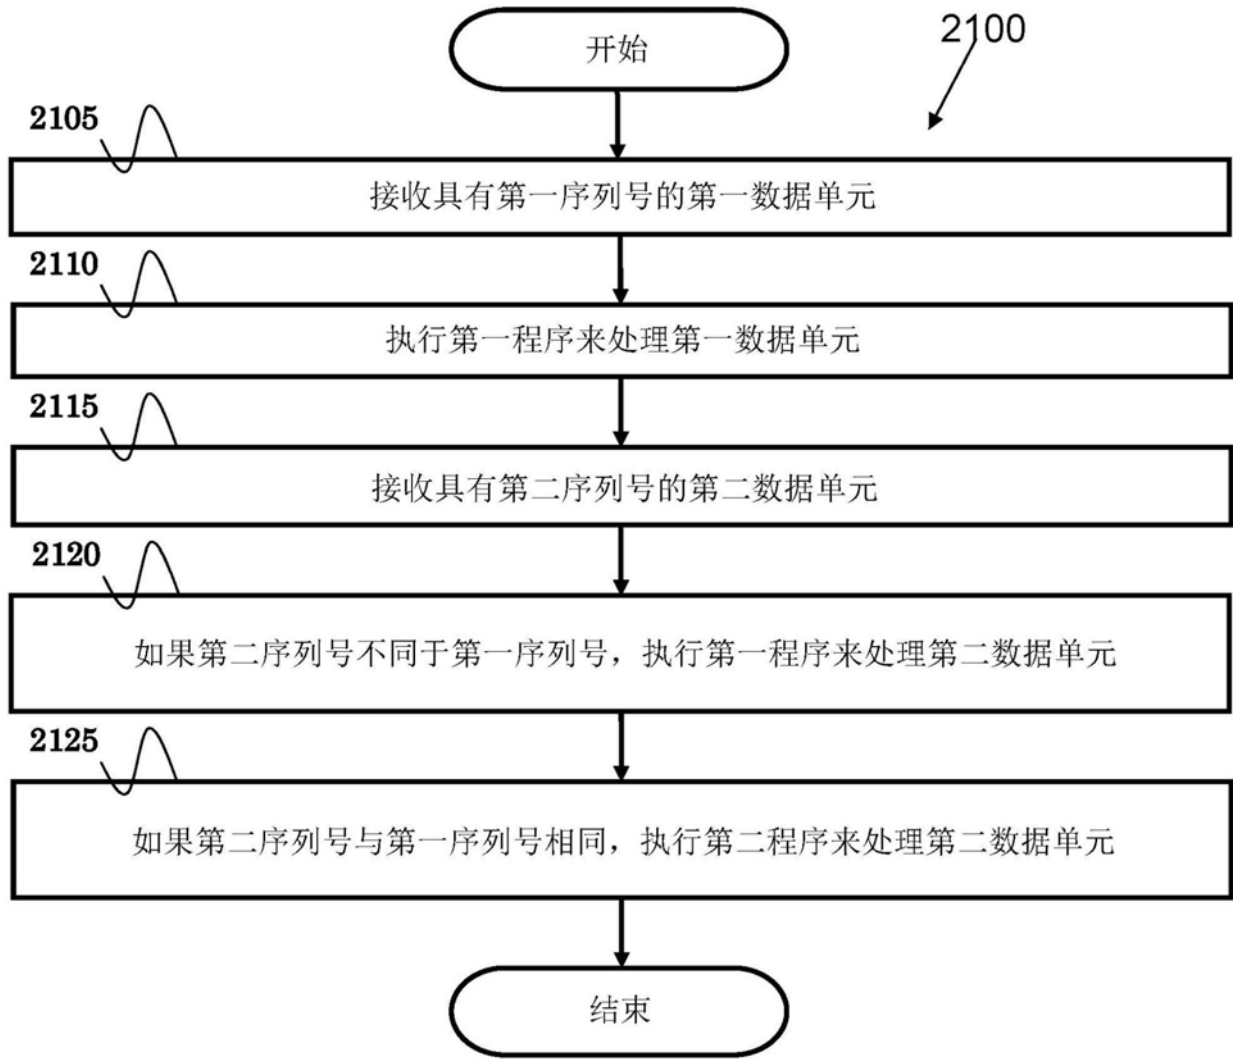 开始
2100
2105
接收具有第一序列号的第一数据单元
2110
执行第一程序来处理第一数据单元
2115
接收具有第二序列号的第二数据单元
2120
如果第二序列号不同于第一序列号，执行第一程序来处理第二数据单元
2125
如果第二序列号与第一序列号相同，执行第二程序来处理第二数据单元
结束